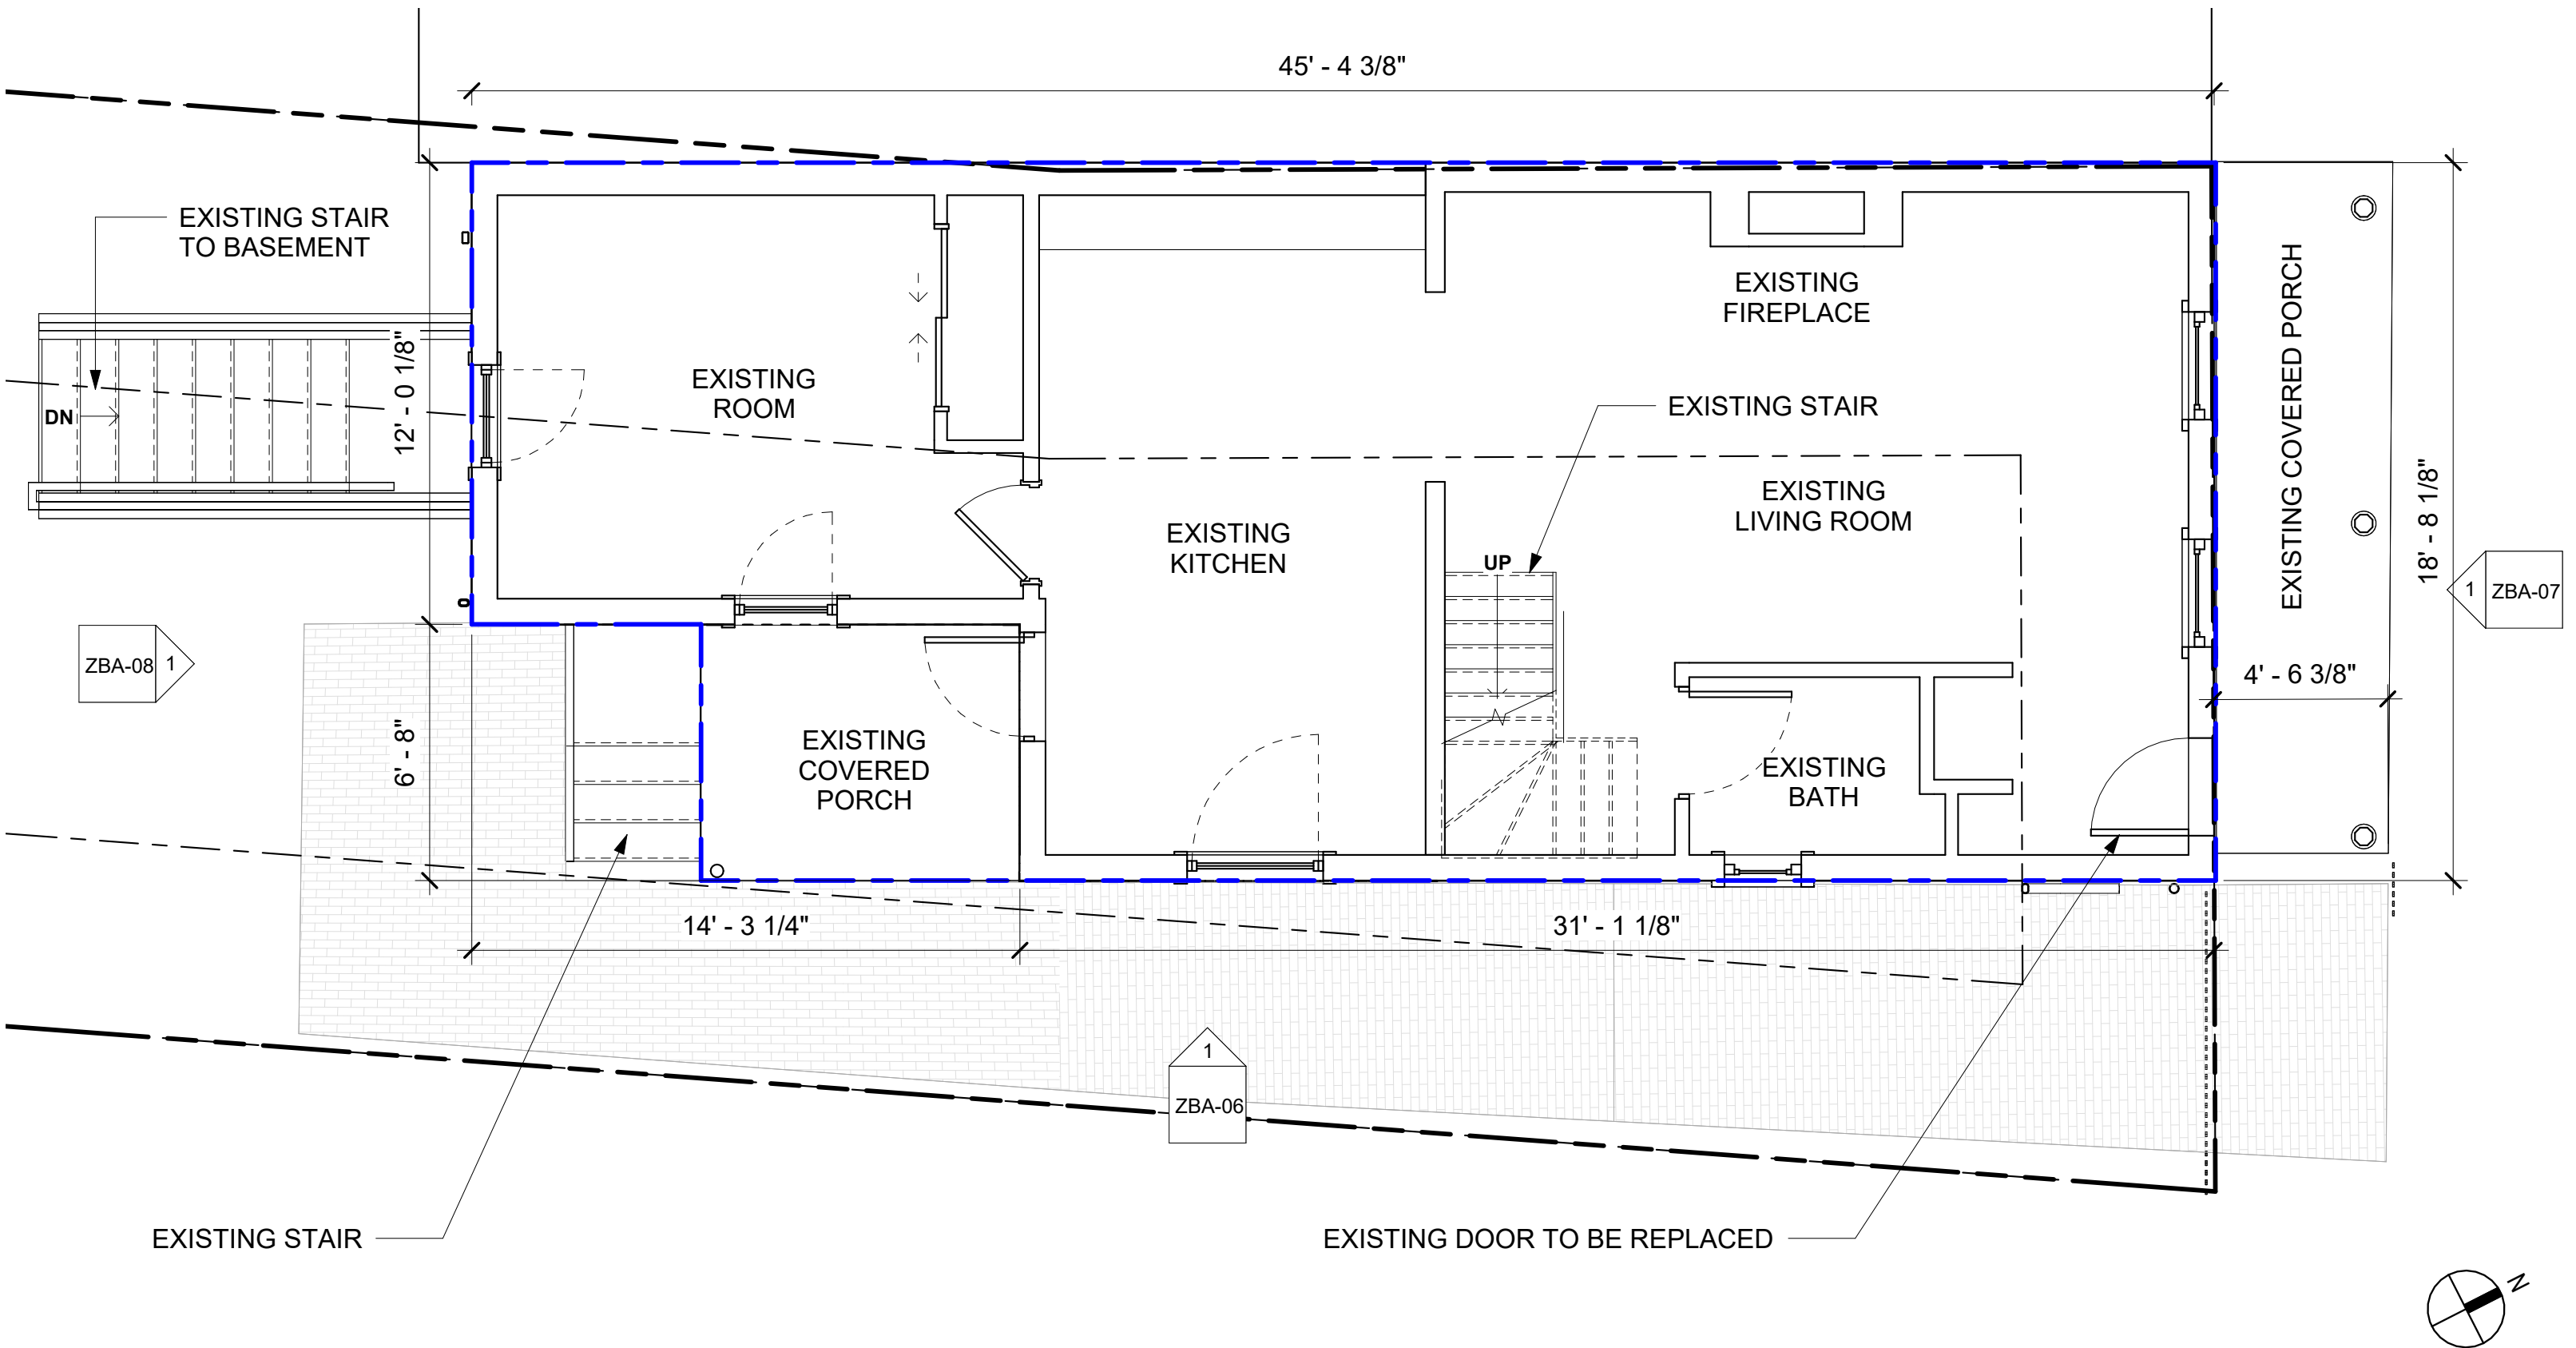 45' - 4 3/8"
EXISTING STAIR
TO BASEMENT
EXISTING
FIREPLACE
EXISTING COVERED PORCH
12' - 0 1/8"
EXISTING
ROOM
EXISTING STAIR
DN
EXISTING
LIVING ROOM
18' - 8 1/8"
EXISTING
KITCHEN
UP
1
ZBA-07
ZBA-08
1
4' - 6 3/8"
6' - 8"
EXISTING
COVERED
PORCH
EXISTING
BATH
14' - 3 1/4"
31' - 1 1/8"
1
ZBA-06
EXISTING STAIR
EXISTING DOOR TO BE REPLACED
N